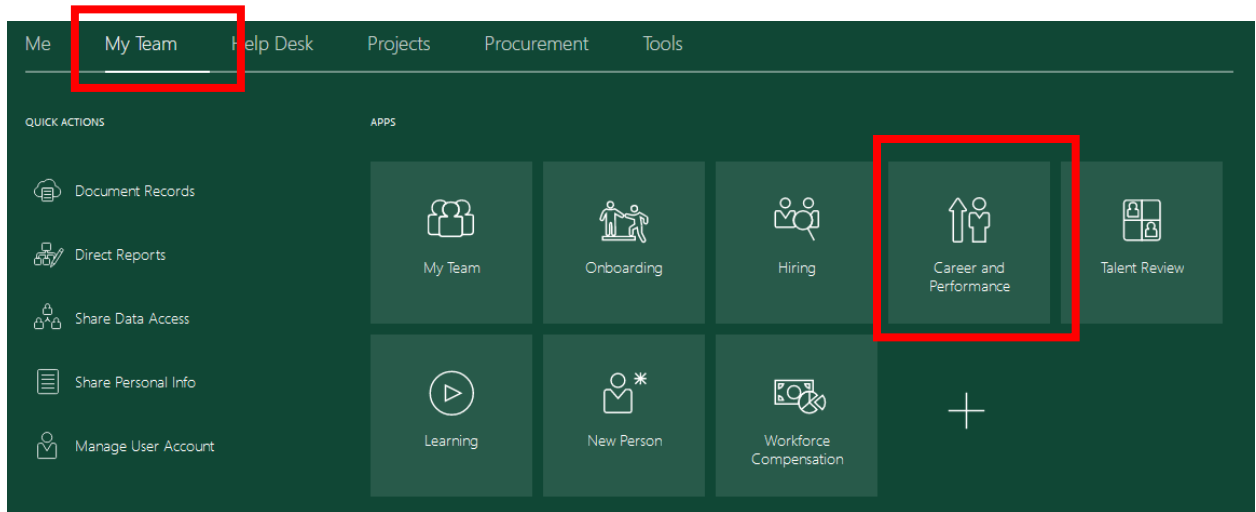 Me My Team Help Desk Projects Procurement Tools
QUICK ACTIONS
APPS
Document Records
Direct Reports
Share Data Access
Share Personal Info
Manage User Account
My Team
Onboarding
Hiring
Career and
Performance
Talent Review
Learning
New Person
Workforce
Compensation